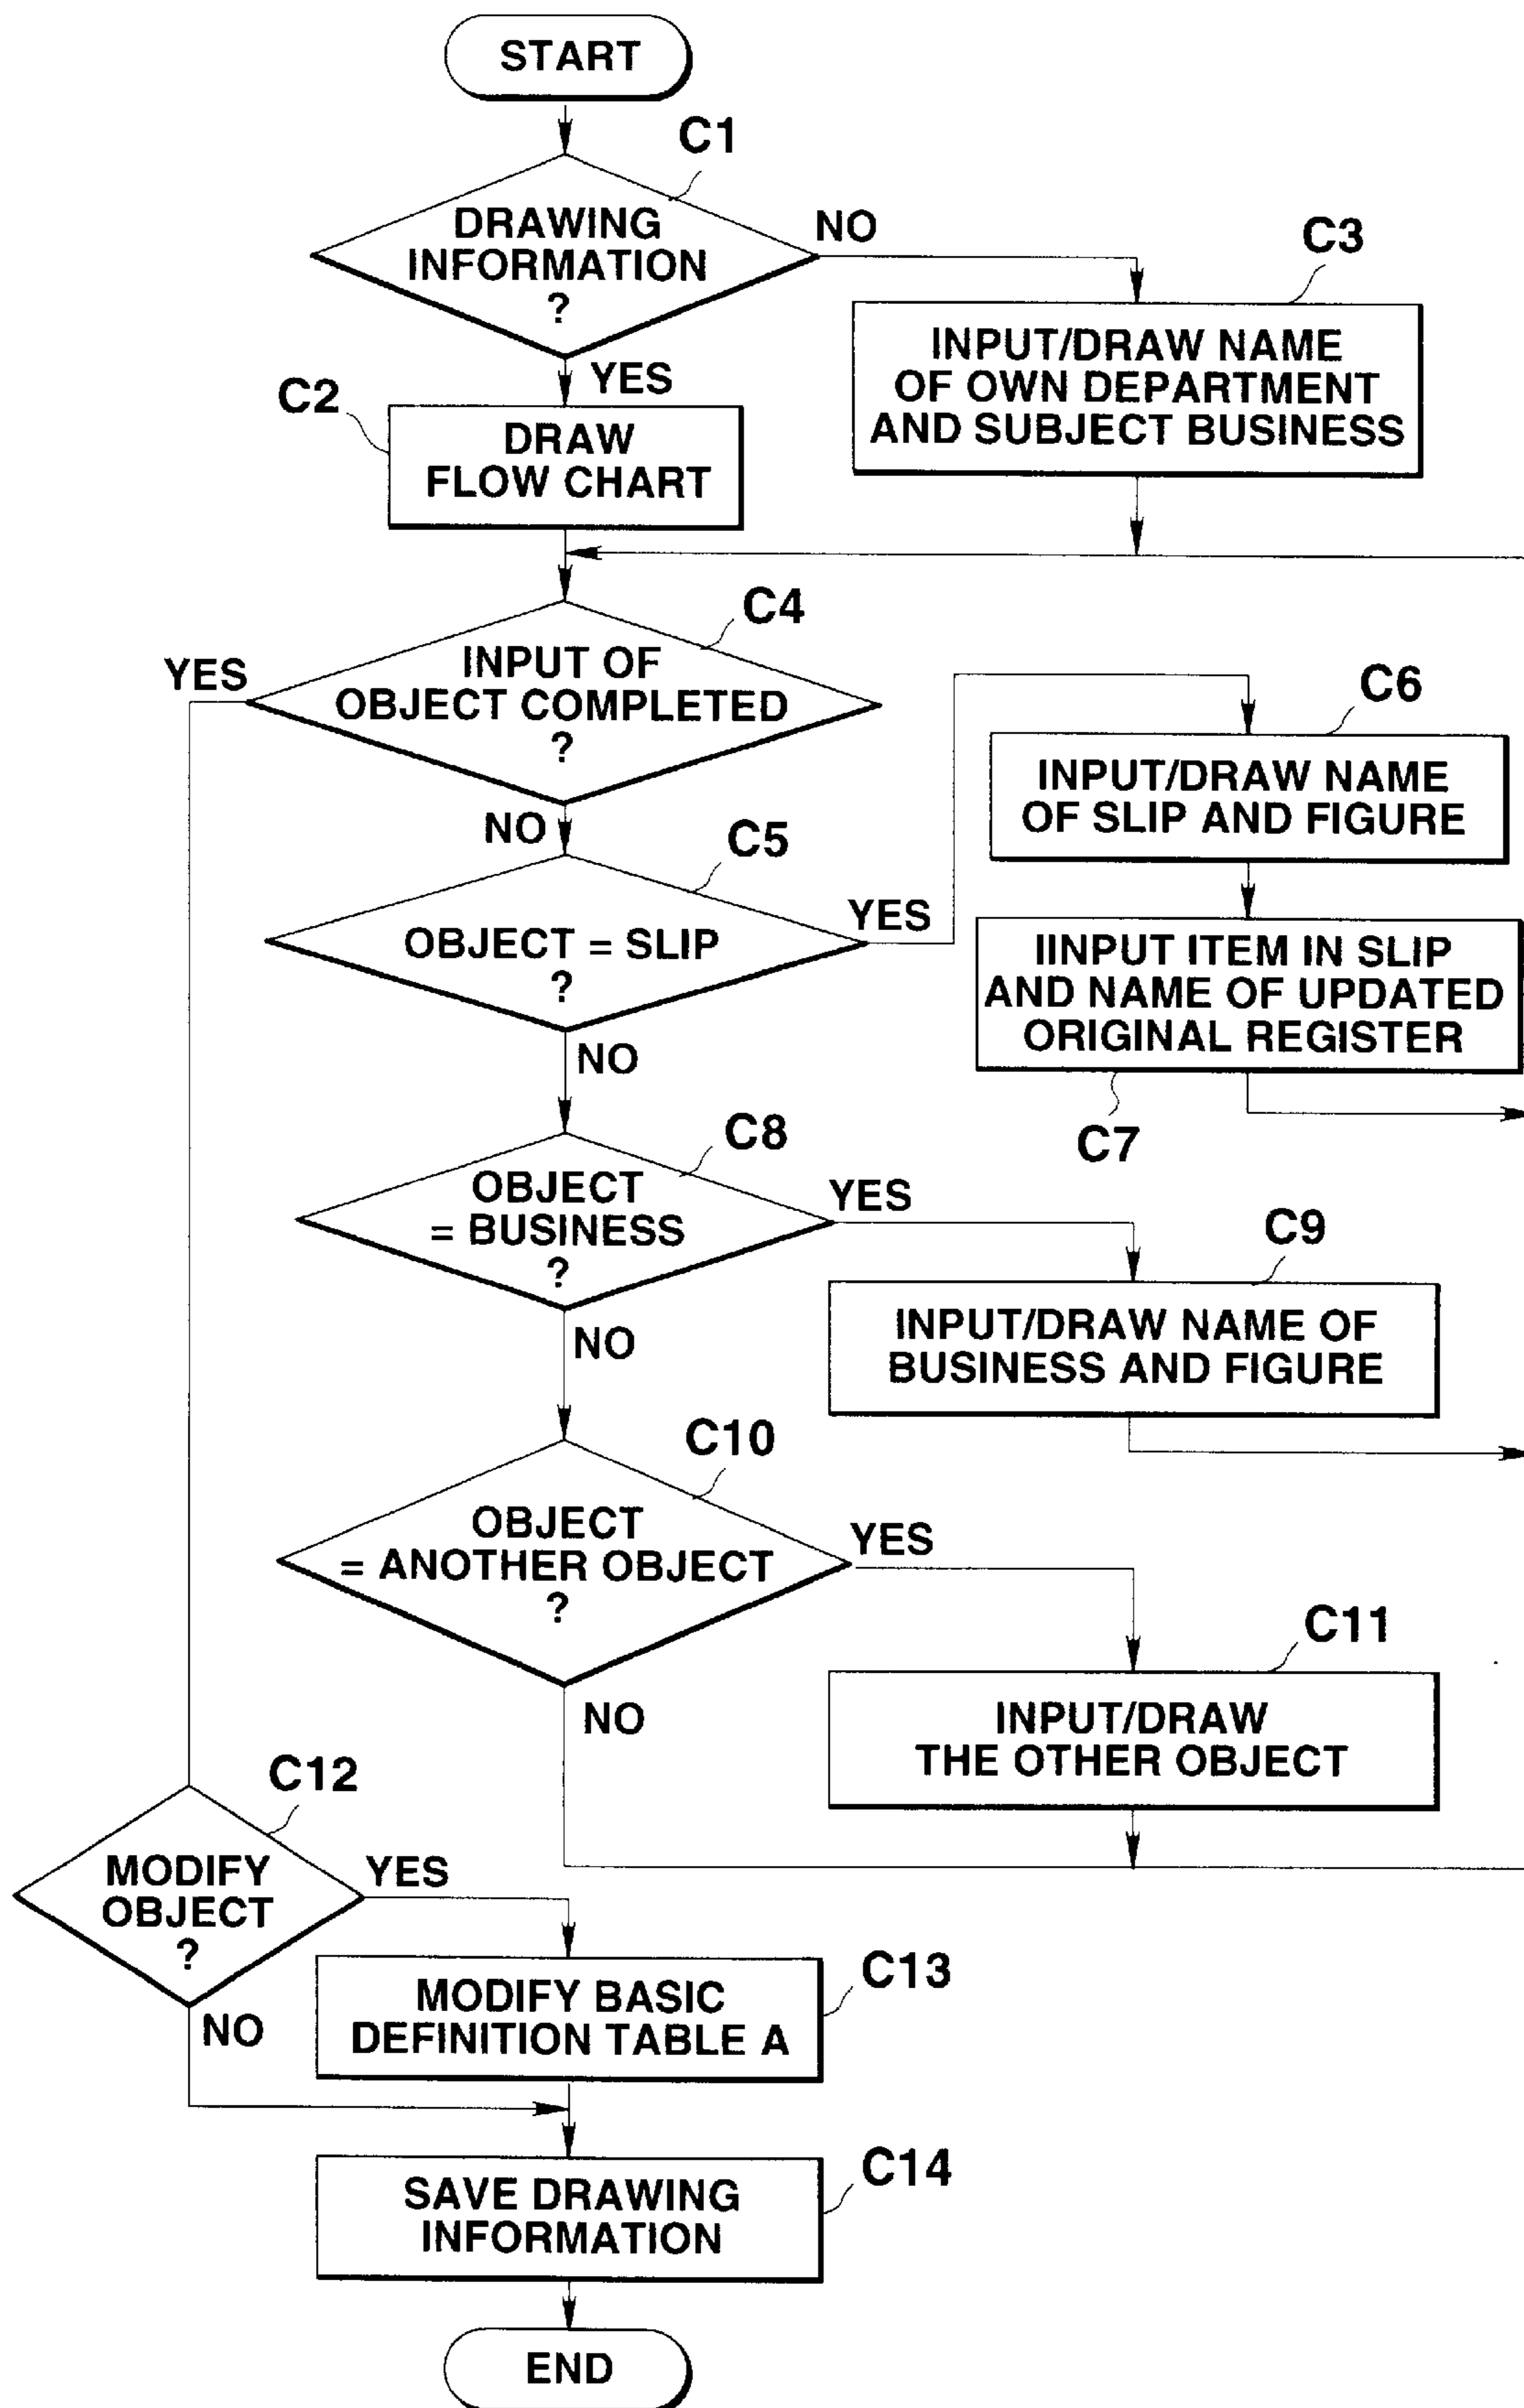 START
C1
DRAWING
INFORMATION
?
NO
YES
C3
INPUT/DRAW NAME
OF OWN DEPARTMENT
AND SUBJECT BUSINESS
C2
DRAW
FLOW CHART
C4
INPUT OF
OBJECT COMPLETED
?
YES
NO
C6
INPUT/DRAW NAME
OF SLIP AND FIGURE
C5
OBJECT = SLIP
?
YES
NO
IINPUT ITEM IN SLIP
AND NAME OF UPDATED
ORIGINAL REGISTER
C7
C8
OBJECT
= BUSINESS
?
YES
NO
C9
INPUT/DRAW NAME OF
BUSINESS AND FIGURE
C10
OBJECT
= ANOTHER OBJECT
?
YES
NO
C11
INPUT/DRAW
THE OTHER OBJECT
C12
MODIFY
OBJECT
?
YES
NO
C13
MODIFY BASIC
DEFINITION TABLE A
C14
SAVE DRAWING
INFORMATION
END